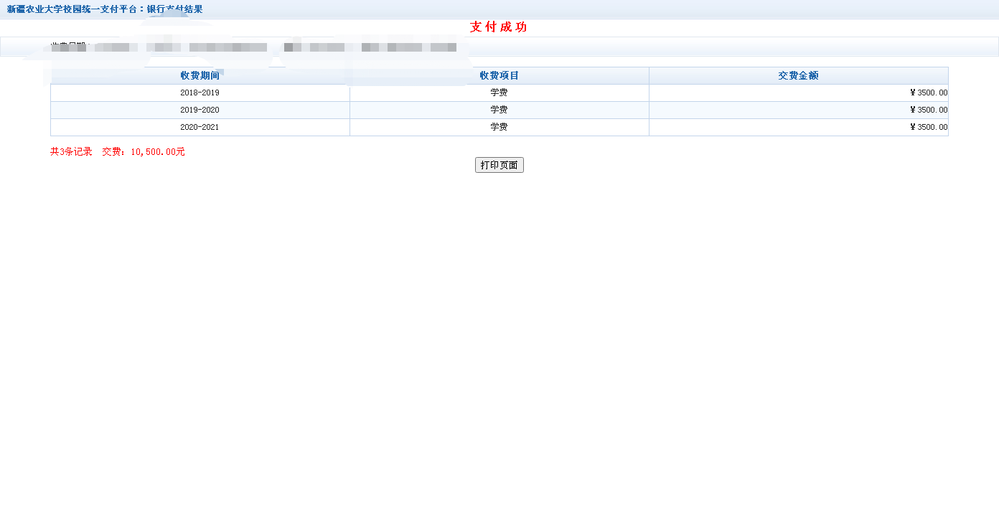 新疆农业大学校园统一支付平台：银行支付结果
支付成功
收费日期：
收费期间 收费项目 交费金额
2018-2019 学费 ¥3500.00
2019-2020 学费 ¥3500.00
2020-2021 学费 ¥3500.00
共3条记录 交费：10,500.00元
打印页面